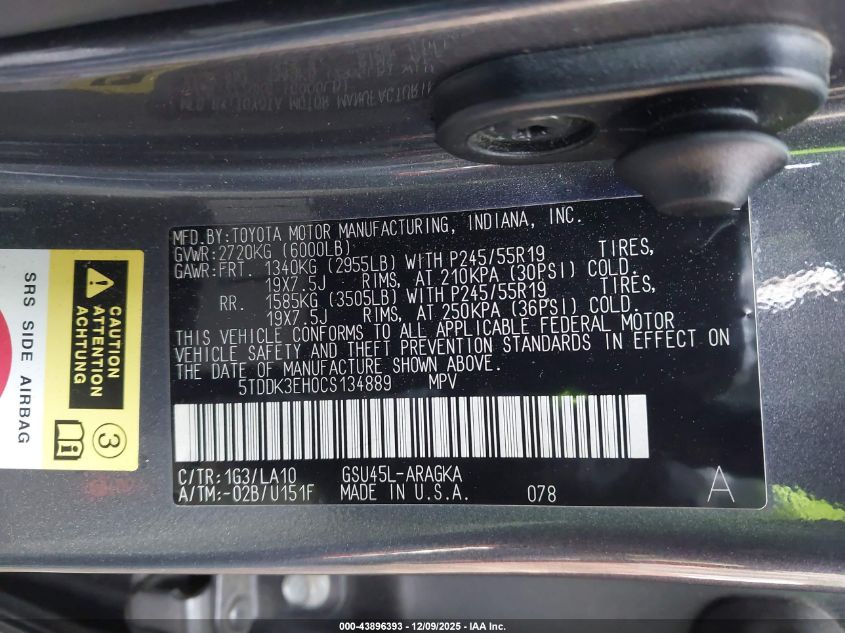 MFD.BY:TOYOTA MOTOR MANUFACTURING, INDIANA, INC.
GVWR:2720KG (6000LB)
GAWR:FRT. 1340KG (2955LB) WITH P245/55R19 TIRES,
19X7.5J RIMS, AT 210KPA (30PSI) COLD.
RR. 1585KG (3505LB) WITH P245/55R19 TIRES,
19X7.5J RIMS, AT 250KPA (36PSI) COLD.
THIS VEHICLE CONFORMS TO ALL APPLICABLE FEDERAL MOTOR
VEHICLE SAFETY AND THEFT PREVENTION STANDARDS IN EFFECT ON
THE DATE OF MANUFACTURE SHOWN ABOVE.
5TDDK3EH0CS134889 MPV
C/TR:1G3/LA10 GSU45L-ARAGKA
A/TM:-02B/U151F MADE IN U.S.A. 078 A
CAUTION
ATTENTION
ACHTUNG
SRS SIDE AIRBAG
3
000-43896393 - 12/09/2025 - IAA Inc.